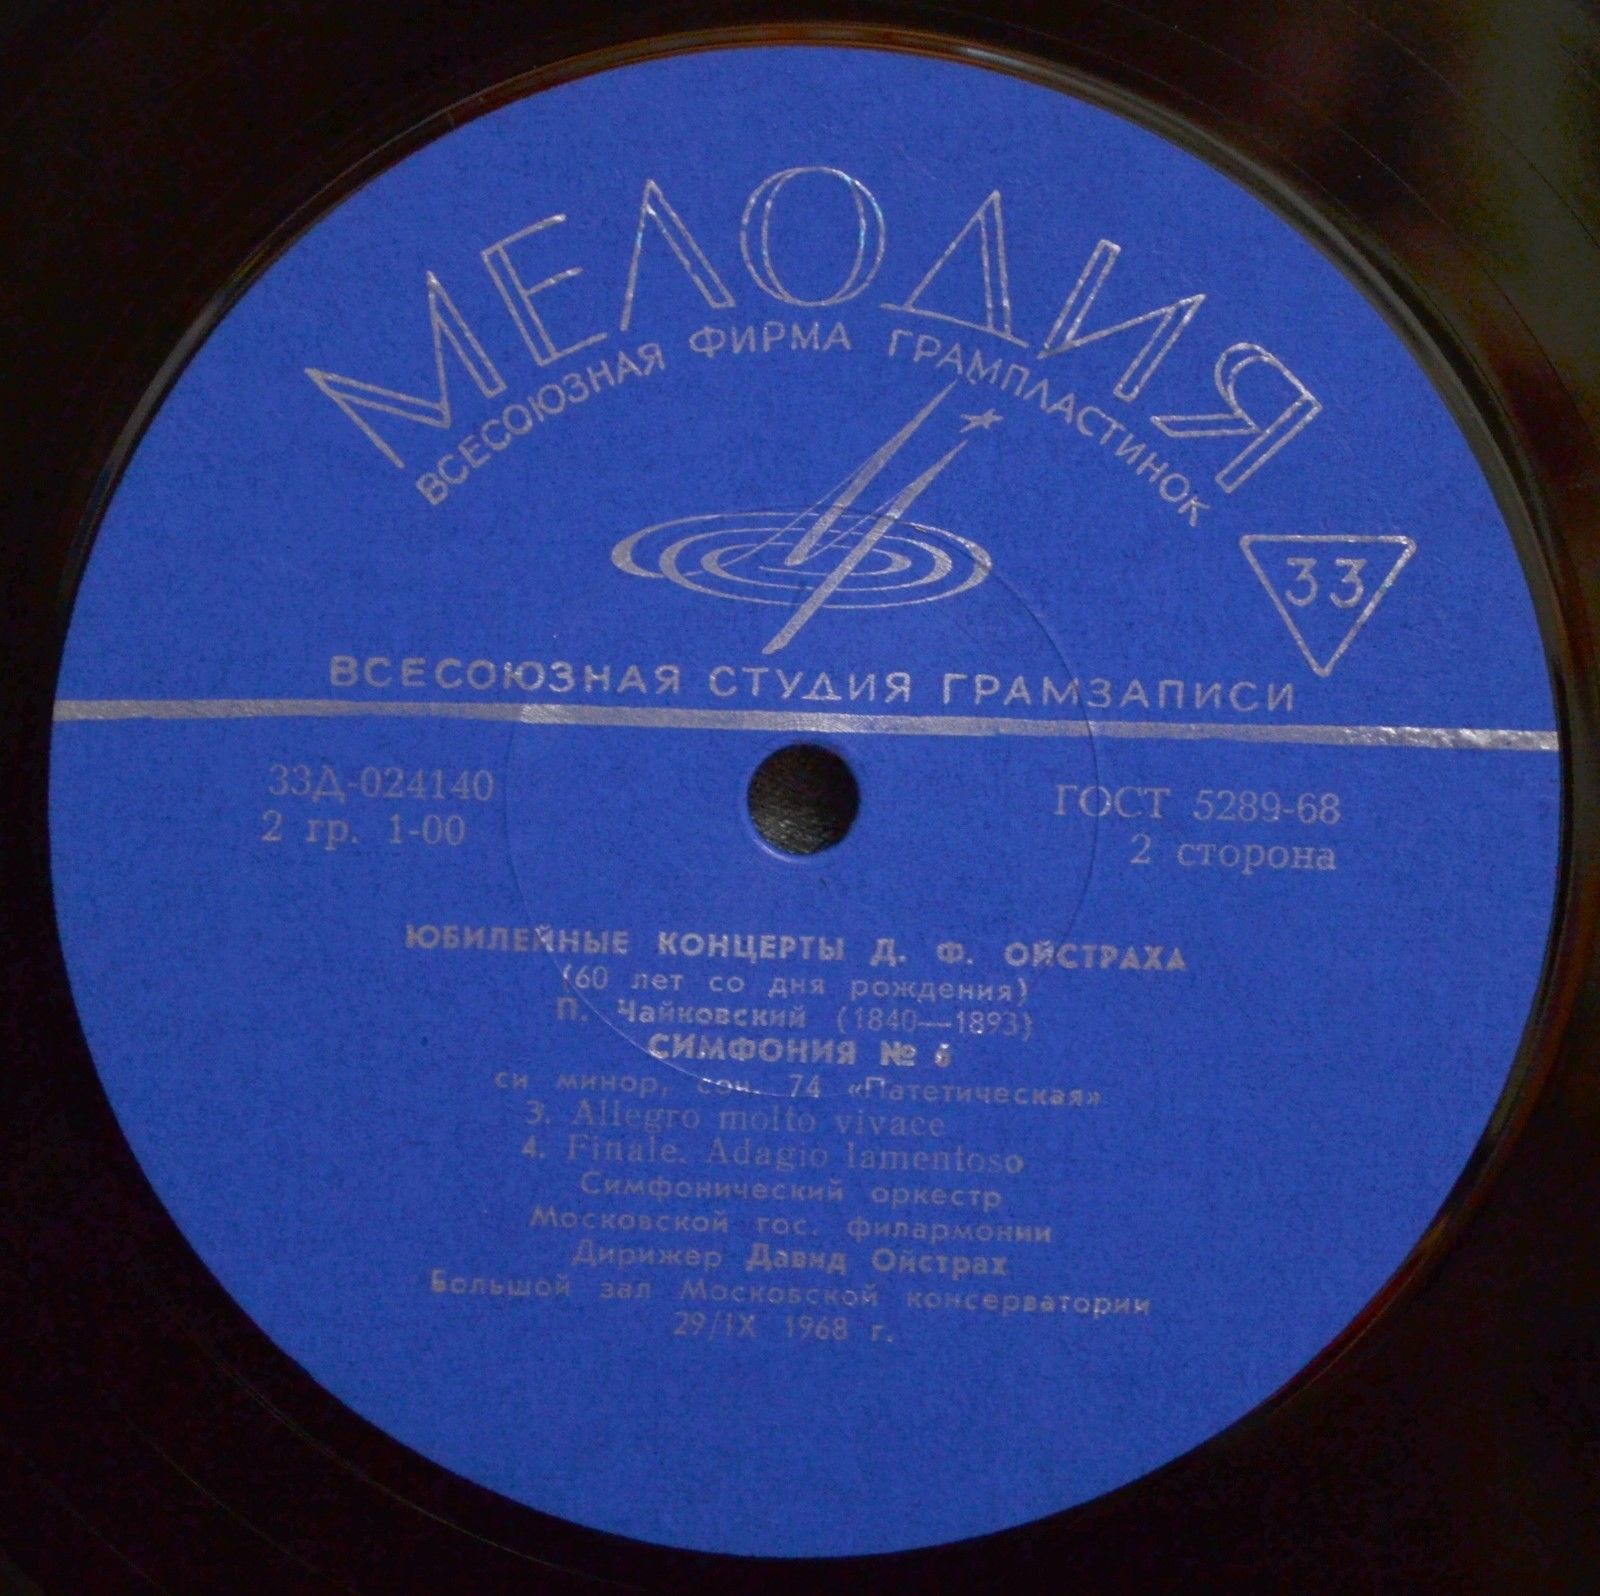 МЕЛОДИЯ
ВСЕСОЮЗНАЯ ФИРМА ГРАМПЛАСТИНОК
33
ВСЕСОЮЗНАЯ СТУДИЯ ГРАМЗАПИСИ
33Д-024140
ГОСТ 5289-68
2 гр. 1-00
2 сторона
ЮБИЛЕЙНЫЕ КОНЦЕРТЫ Д. Ф. ОЙСТРАХА
(60 лет со дня рождения)
П. Чайковский (1840—1893)
СИМФОНИЯ № 6
си минор, соч. 74 «Патетическая»
3. Allegro molto vivace
4. Finale. Adagio lamentoso
Симфонический оркестр
Московской гос. филармонии
Дирижер Давид Ойстрах
Большой зал Московской консерватории
29/IX 1968 г.